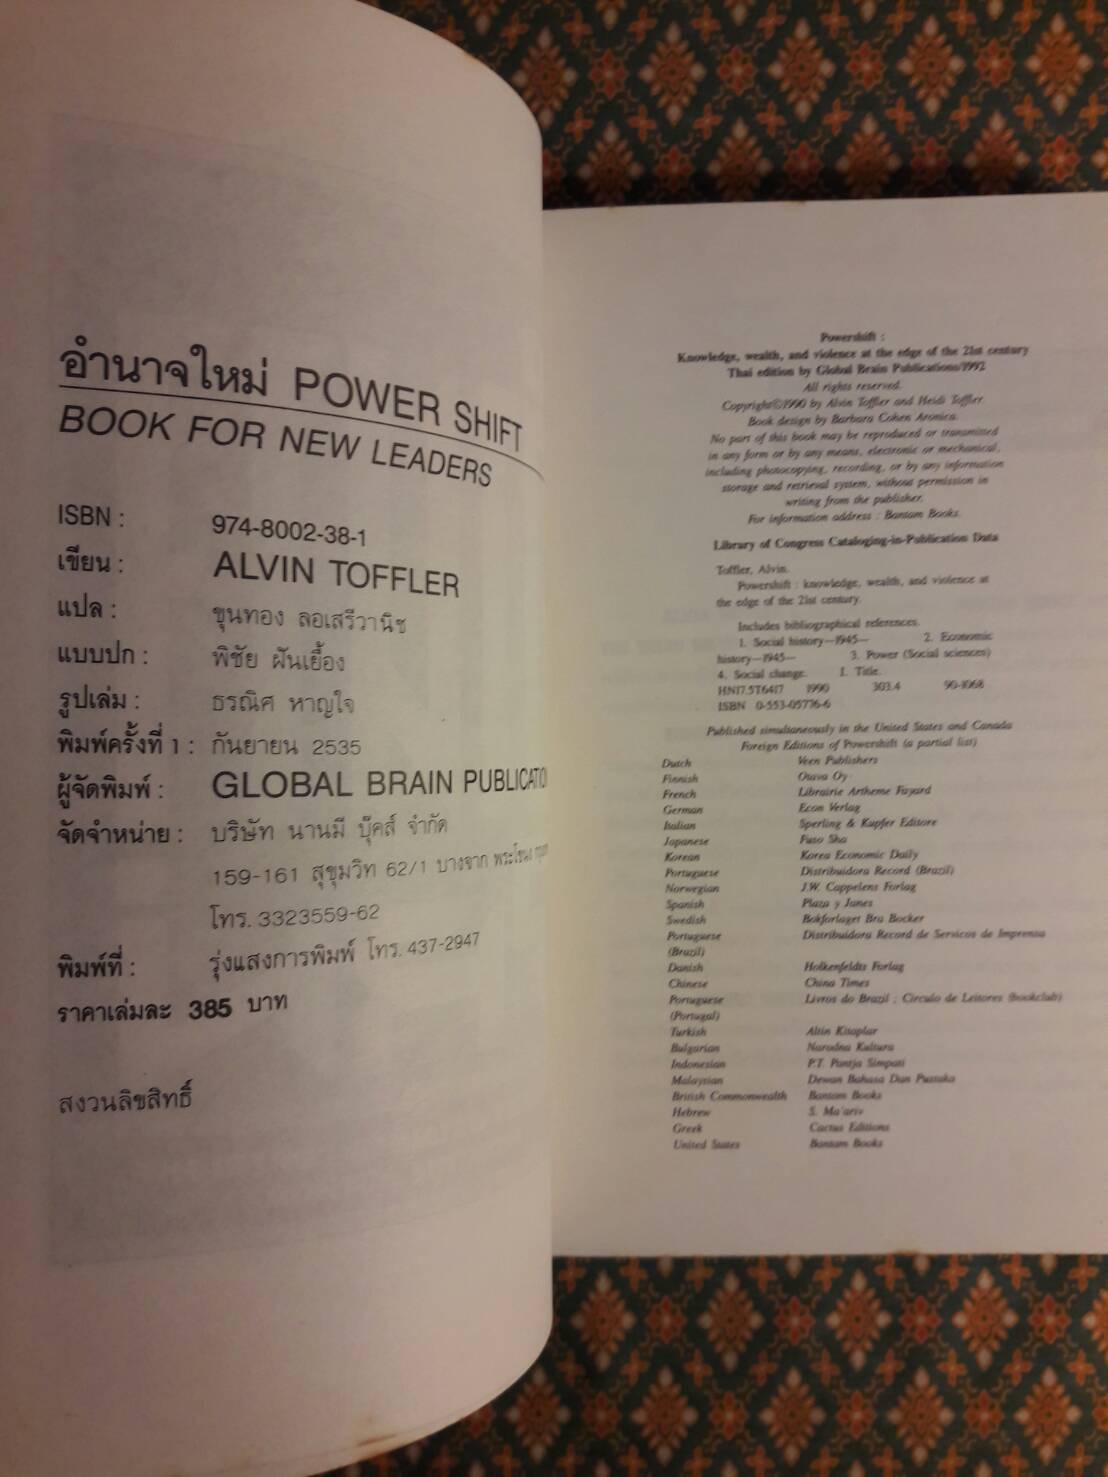 อำนาจใหม่ POWER SHIFT
BOOK FOR NEW LEADERS
ISBN : 974-8002-38-1
เขียน : ALVIN TOFFLER
แปล : ขุนทอง ลอเสรีวานิช
แบบปก : พิชัย ฝันเยื้อง
รูปเล่ม : ธรณิศ หาญใจ
พิมพ์ครั้งที่ 1 : กันยายน 2535
ผู้จัดพิมพ์ : GLOBAL BRAIN PUBLICATION
จัดจำหน่าย : บริษัท นานมี บุ๊คส์ จำกัด
159-161 สุขุมวิท 62/1 บางจาก พระโขนง
โทร. 3323559-62
พิมพ์ที่ : รุ่งแสงการพิมพ์ โทร. 437-2947
ราคาเล่มละ 385 บาท
สงวนลิขสิทธิ์
Powershift :
Knowledge, wealth, and violence at the edge of the 21st century
Thai edition by Global Brain Publications/1992
All rights reserved.
Copyright©1990 by Alvin Toffler and Heidi Toffler.
Book design by Barbara Cohen Aronica.
No part of this book may be reproduced or transmitted
in any form or by any means, electronic or mechanical,
including photocopying, recording, or by any information
storage and retrieval system, without permission in
writing from the publisher.
For information address : Bantam Books.
Library of Congress Cataloging-in-Publication Data
Toffler, Alvin.
Powershift : knowledge, wealth, and violence at
the edge of the 21st century.
Includes bibliographical references.
1. Social history—1945— 2. Economic
history—1945— 3. Power (Social sciences)
4. Social change. 1. Title.
HN17.5T6417 1990 303.4 90-1068
ISBN 0-553-05776-6
Published simultaneously in the United States and Canada
Foreign Editions of Powershift (a partial list)
Dutch Veen Publishers
Finnish Otava Oy
French Librairie Artheme Fayard
German Econ Verlag
Italian Sperling & Kupfer Editore
Japanese Fuso Sha
Korean Korea Economic Daily
Portuguese Distribuidora Record (Brazil)
Norwegian J.W. Cappelens Forlag
Spanish Plaza y Janes
Swedish Bokforlaget Bra Bocker
Portuguese Distribuidora Record de Servicos de Imprensa
(Brazil)
Danish Holkenfeldts Forlag
Chinese China Times
Portuguese Livros do Brazil ; Circulo de Leitores (bookclub)
(Portugal)
Turkish Altin Kitaplar
Bulgarian Narodna Kultura
Indonesian P.T. Pantja Simpati
Malaysian Dewan Bahasa Dan Pustaka
British Commonwealth Bantam Books
Hebrew S. Ma'ariv
Greek Cactus Editions
United States Bantam Books